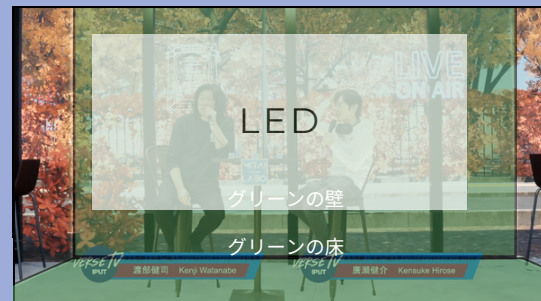 LIVE
ON AIR
LED
グリーンの壁
グリーンの床
VERSE TV
IPUT
渡部健司 Kenji Watanabe
VERSE TV
IPUT
廣瀬健介 Kensuke Hirose